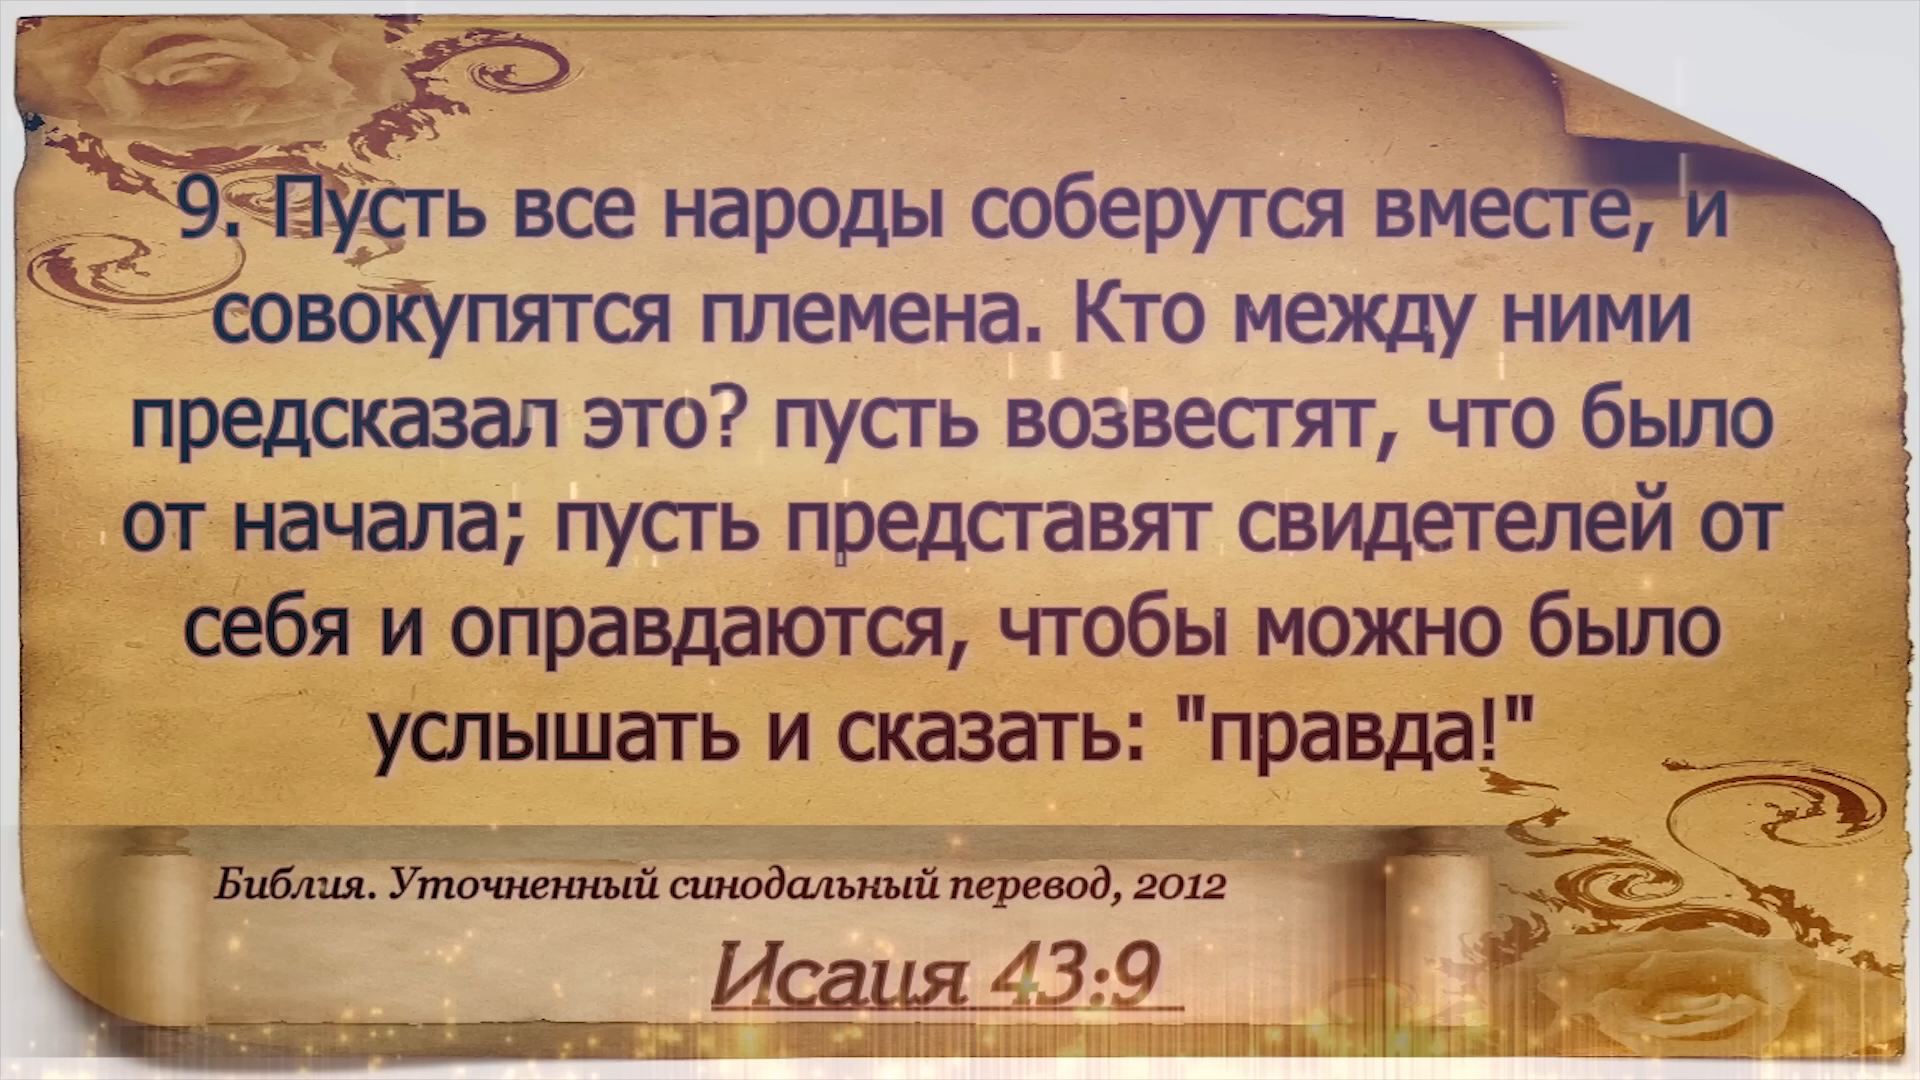 9. Пусть все народы соберутся вместе, и
совокупятся племена. Кто между ними
предсказал это? пусть возвестят, что было
от начала; пусть представят свидетелей от
себя и оправдаются, чтобы можно было
услышать и сказать: "правда!"
Библия. Уточненный синодальный перевод, 2012
Исаия 43:9